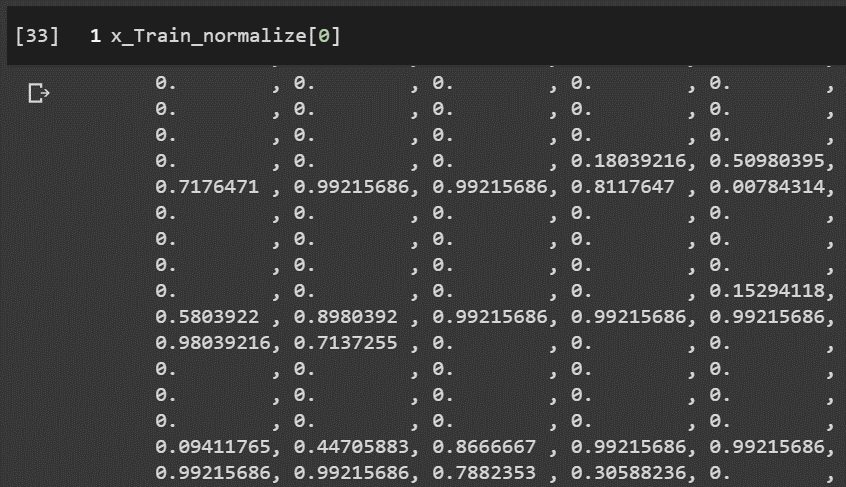 [33] 1 x_Train_normalize[0]
0. , 0. , 0. , 0. , 0. ,
0. , 0. , 0. , 0. , 0. ,
0. , 0. , 0. , 0. , 0. ,
0. , 0. , 0. , 0.18039216, 0.50980395,
0.7176471 , 0.99215686, 0.99215686, 0.8117647 , 0.00784314,
0. , 0. , 0. , 0. , 0. ,
0. , 0. , 0. , 0. , 0. ,
0. , 0. , 0. , 0. , 0. ,
0. , 0. , 0. , 0. , 0.15294118,
0.5803922 , 0.8980392 , 0.99215686, 0.99215686, 0.99215686,
0.98039216, 0.7137255 , 0. , 0. , 0. ,
0. , 0. , 0. , 0. , 0. ,
0. , 0. , 0. , 0. , 0. ,
0. , 0. , 0. , 0. , 0. ,
0.09411765, 0.44705883, 0.8666667 , 0.99215686, 0.99215686,
0.99215686, 0.99215686, 0.7882353 , 0.30588236, 0. ,